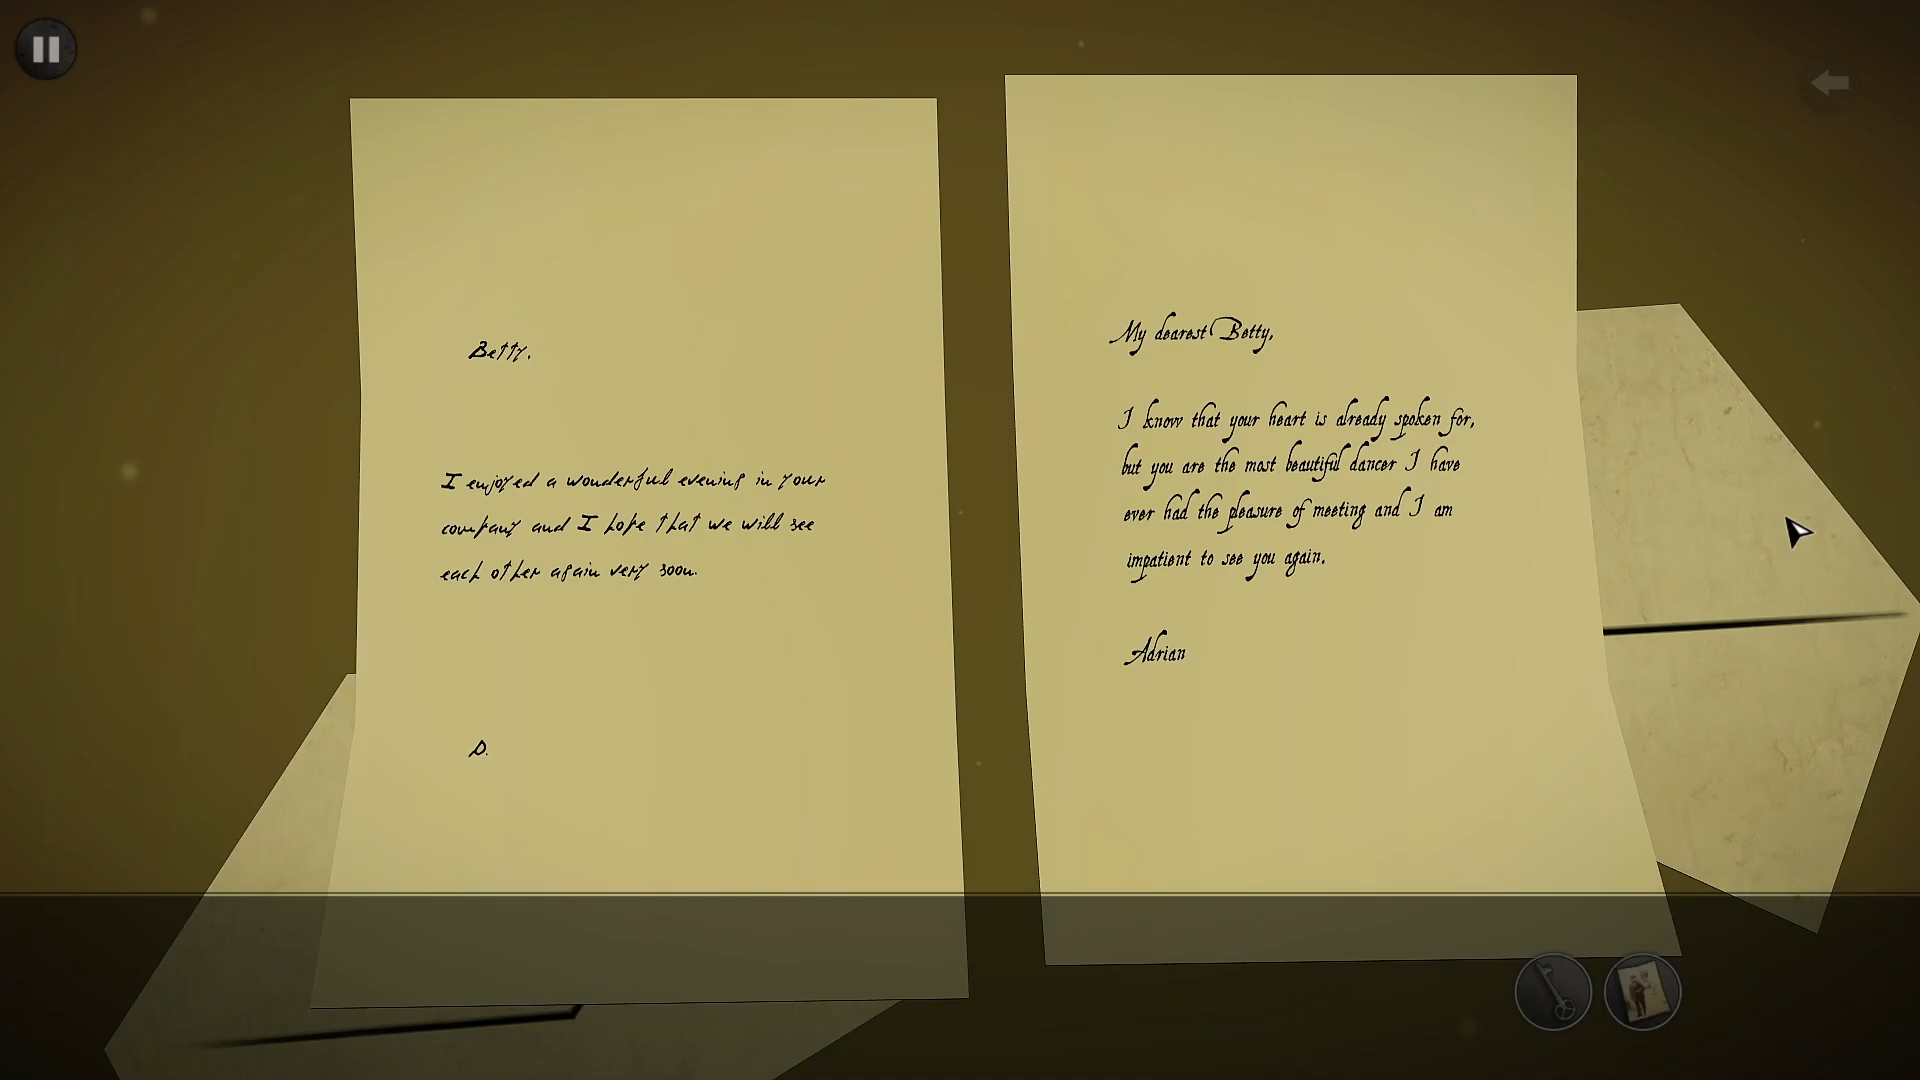 Betty.
I enjoyed a wonderful evening in your
company and I hope that we will see
each other again very soon.
D.
My dearest Betty,
I know that your heart is already spoken for,
but you are the most beautiful dancer I have
ever had the pleasure of meeting and I am
impatient to see you again.
Adrian